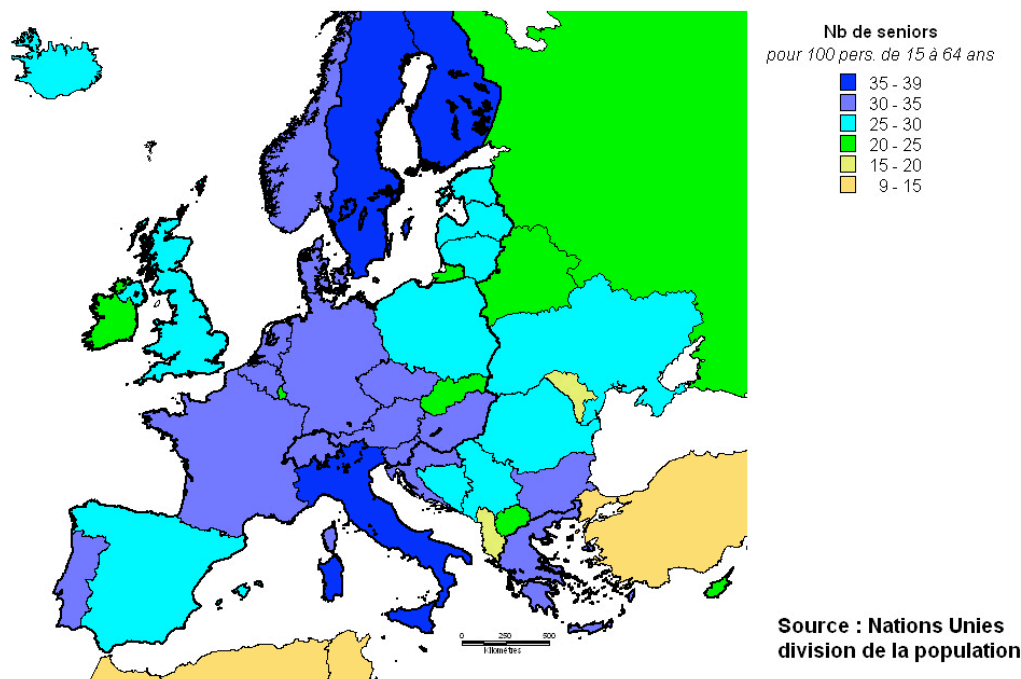 Nb de seniors
pour 100 pers. de 15 à 64 ans
35 - 39
30 - 35
25 - 30
20 - 25
15 - 20
9 - 15
0 250 500
Kilomètres
Source : Nations Unies
division de la population